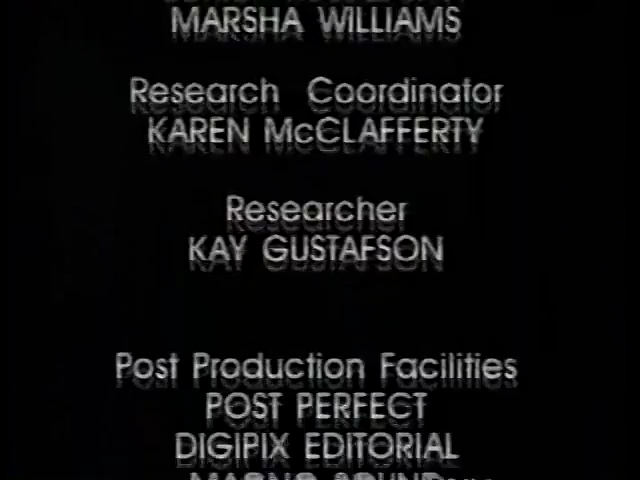 MARSHA WILLIAMS
Research Coordinator
KAREN McCLAFFERTY
Researcher
KAY GUSTAFSON
Post Production Facilities
POST PERFECT
DIGIPIX EDITORIAL